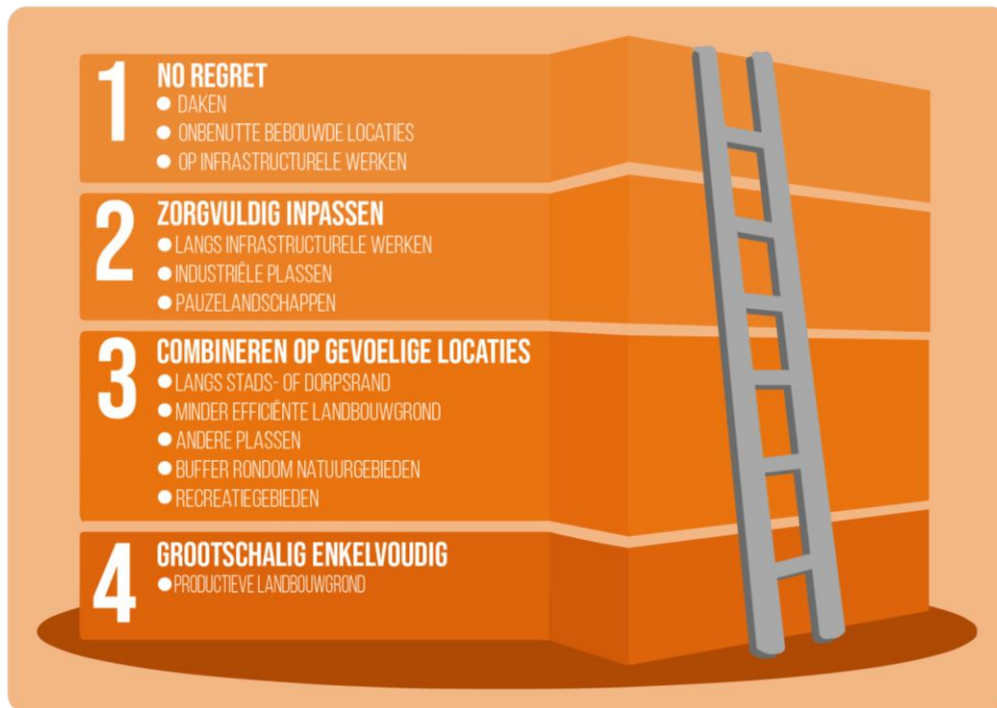 1 NO REGRET
DAKEN
ONBENUTTE BEBOUWDE LOCATIES
OP INFRASTRUCTURELE WERKEN
2 ZORGVULDIG INPASSEN
LANGS INFRASTRUCTURELE WERKEN
INDUSTRIËLE PLASSEN
PAUZELANDSCHAPPEN
3 COMBINEREN OP GEVOELIGE LOCATIES
LANGS STADS- OF DORPSRAND
MINDER EFFICIËNTE LANDBOUWGROND
ANDERE PLASSEN
BUFFER RONDOM NATUURGEBIEDEN
RECREATIEGEBIEDEN
4 GROOTSCHALIG ENKELVOUDIG
PRODUCTIEVE LANDBOUWGROND